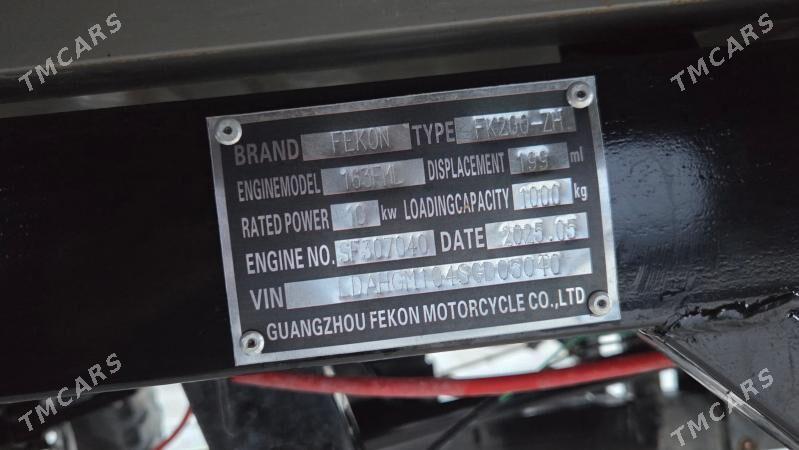 TMCARS
TMCARS
BRAND FEKON TYPE FK200-ZH
ENGINEMODEL 163FML DISPLACEMENT 199 ml
RATED POWER 10 kw LOADINGCAPACITY 1000 kg
ENGINE NO. SF307040 DATE 2025.05
VIN
GUANGZHOU FEKON MOTORCYCLE CO.,LTD
TMCARS
TMCARS